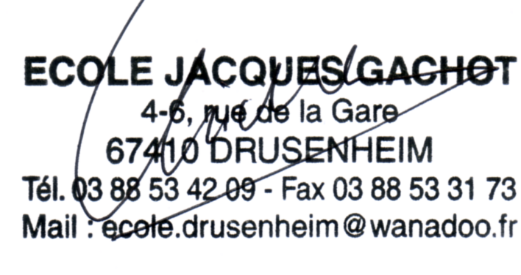 ECOLE JACQUES GACHOT
4-6, rue de la Gare
67410 DRUSENHEIM
Tél. 03 88 53 42 09 - Fax 03 88 53 31 73
Mail : ecole.drusenheim@wanadoo.fr